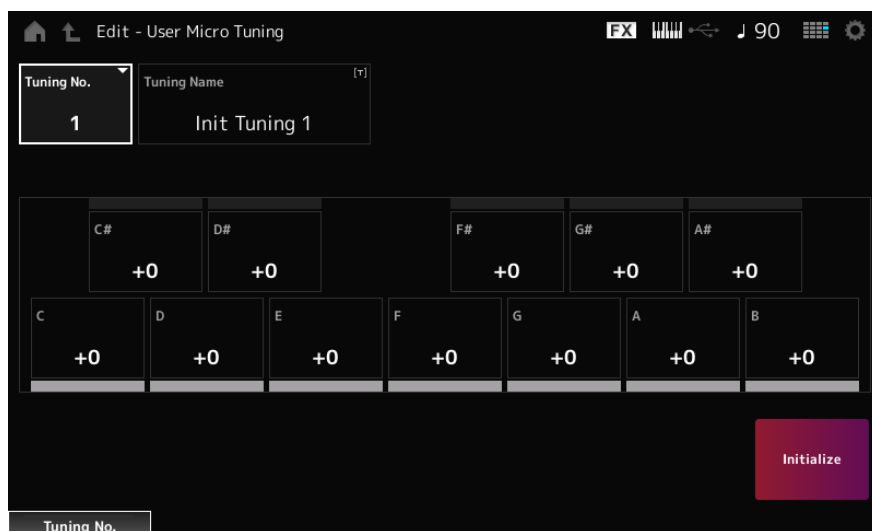 Edit - User Micro Tuning FX ♩ 90
Tuning No. Tuning Name [T]
1 Init Tuning 1
C# D# F# G# A#
+0 +0 +0 +0 +0
C D E F G A B
+0 +0 +0 +0 +0 +0 +0
Initialize
Tuning No.